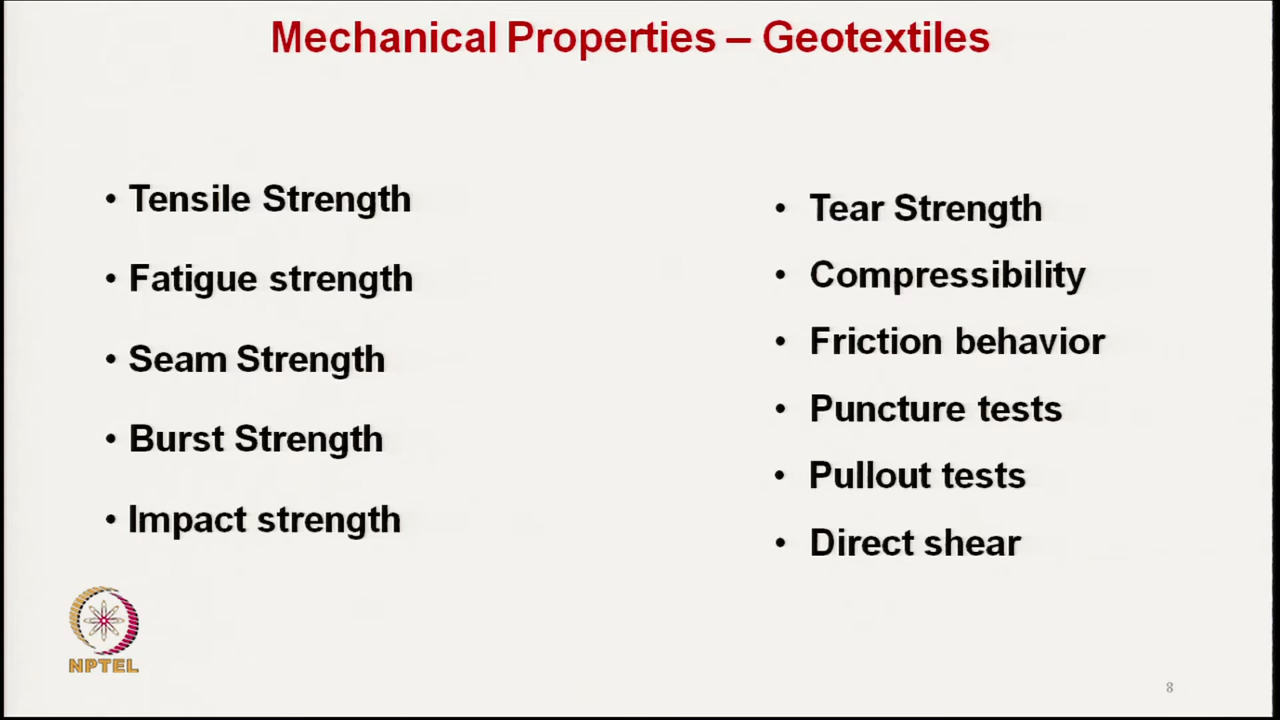 Mechanical Properties – Geotextiles
• Tensile Strength
• Fatigue strength
• Seam Strength
• Burst Strength
• Impact strength
• Tear Strength
• Compressibility
• Friction behavior
• Puncture tests
• Pullout tests
• Direct shear
NPTEL
8